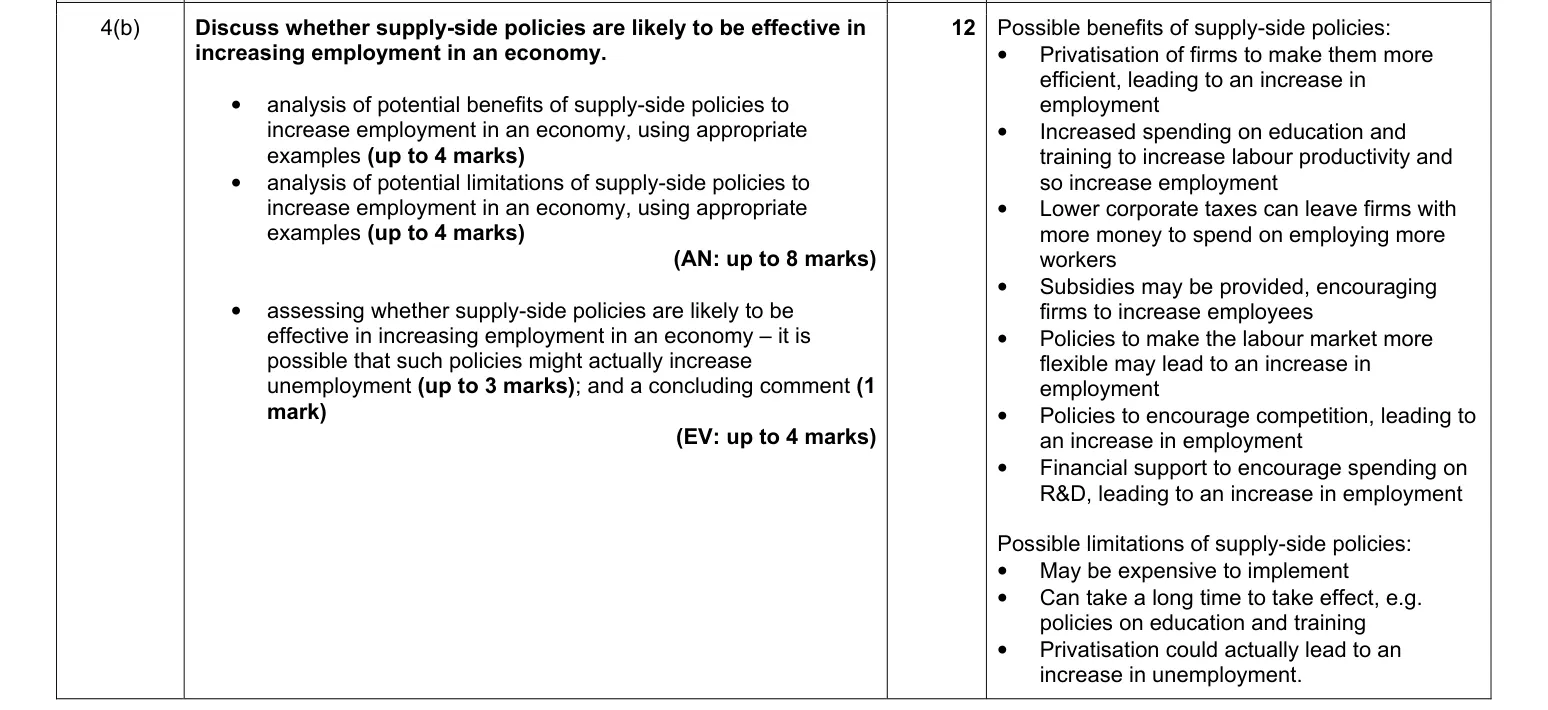 4(b)
Discuss whether supply-side policies are likely to be effective in
increasing employment in an economy.
• analysis of potential benefits of supply-side policies to
increase employment in an economy, using appropriate
examples (up to 4 marks)
• analysis of potential limitations of supply-side policies to
increase employment in an economy, using appropriate
examples (up to 4 marks)
(AN: up to 8 marks)
• assessing whether supply-side policies are likely to be
effective in increasing employment in an economy – it is
possible that such policies might actually increase
unemployment (up to 3 marks); and a concluding comment (1
mark)
(EV: up to 4 marks)
12
Possible benefits of supply-side policies:
• Privatisation of firms to make them more
efficient, leading to an increase in
employment
• Increased spending on education and
training to increase labour productivity and
so increase employment
• Lower corporate taxes can leave firms with
more money to spend on employing more
workers
• Subsidies may be provided, encouraging
firms to increase employees
• Policies to make the labour market more
flexible may lead to an increase in
employment
• Policies to encourage competition, leading to
an increase in employment
• Financial support to encourage spending on
R&D, leading to an increase in employment
Possible limitations of supply-side policies:
• May be expensive to implement
• Can take a long time to take effect, e.g.
policies on education and training
• Privatisation could actually lead to an
increase in unemployment.